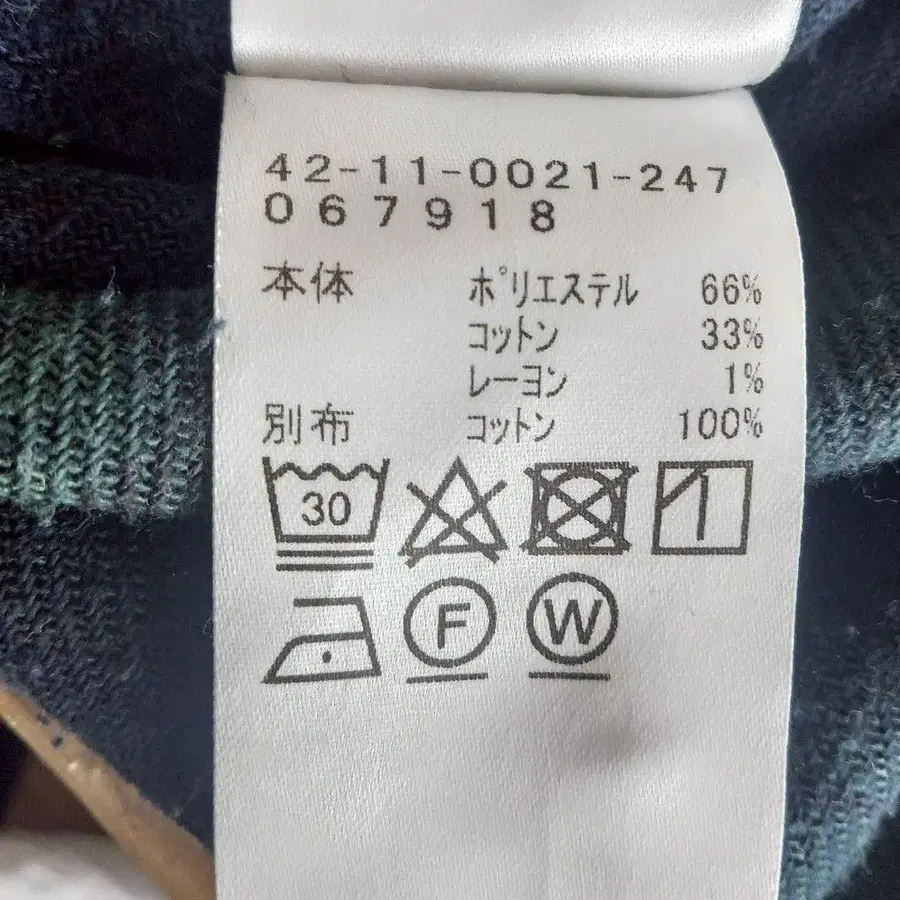 42-11-0021-247
067918
本体 ポリエステル 66%
コットン 33%
レーヨン 1%
別布 コットン 100%
30
F W